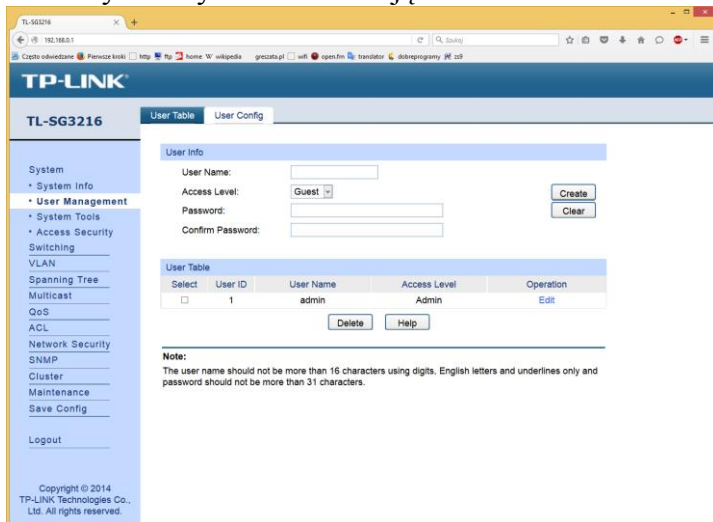 TL-SG3216
192.168.0.1
Szukaj
Często odwiedzane Pierwsze kroki http ftp home W wikipedia greszata.pl wifi open.fm translator dobreprogramy zs9
TP-LINK
TL-SG3216
User Table User Config
System
• System Info
• User Management
• System Tools
• Access Security
Switching
VLAN
Spanning Tree
Multicast
QoS
ACL
Network Security
SNMP
Cluster
Maintenance
Save Config
Logout
Copyright © 2014
TP-LINK Technologies Co.,
Ltd. All rights reserved.
User Info
User Name:
Access Level: Guest Create
Password: Clear
Confirm Password:
User Table
Select User ID User Name Access Level Operation
1 admin Admin Edit
Delete Help
Note:
The user name should not be more than 16 characters using digits, English letters and underlines only and
password should not be more than 31 characters.